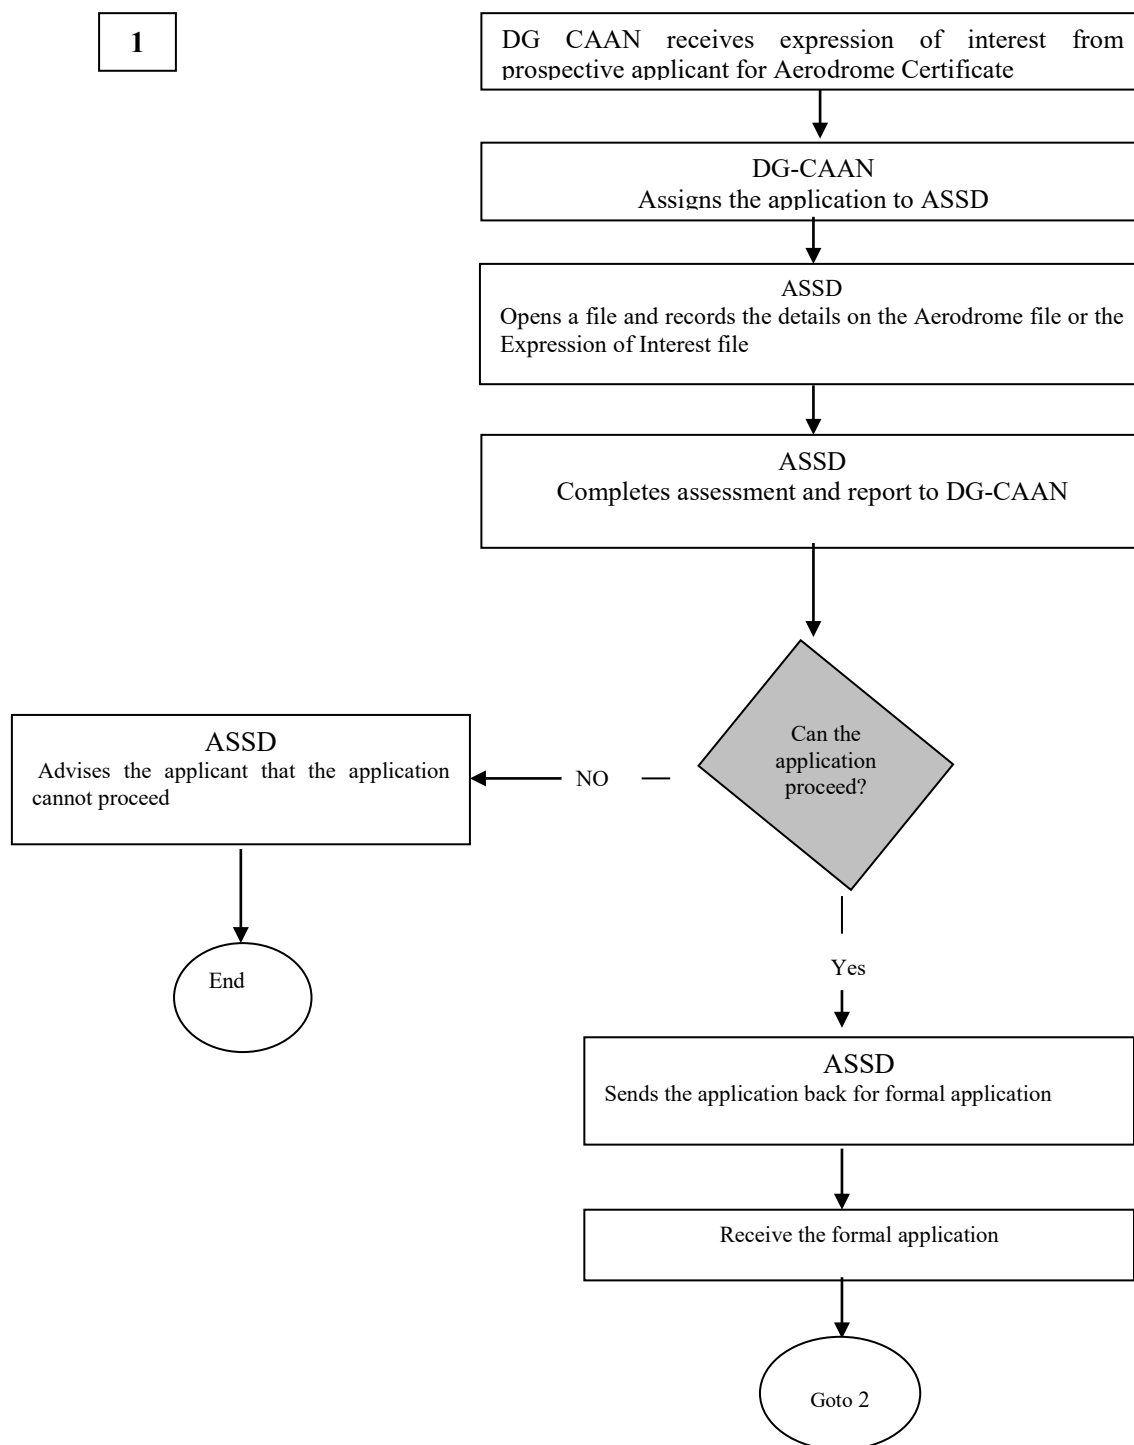 1
DG CAAN receives expression of interest from
prospective applicant for Aerodrome Certificate
DG-CAAN
Assigns the application to ASSD
ASSD
Opens a file and records the details on the Aerodrome file or the
Expression of Interest file
ASSD
Completes assessment and report to DG-CAAN
Can the
application
proceed?
NO
ASSD
Advises the applicant that the application
cannot proceed
End
Yes
ASSD
Sends the application back for formal application
Receive the formal application
Goto 2